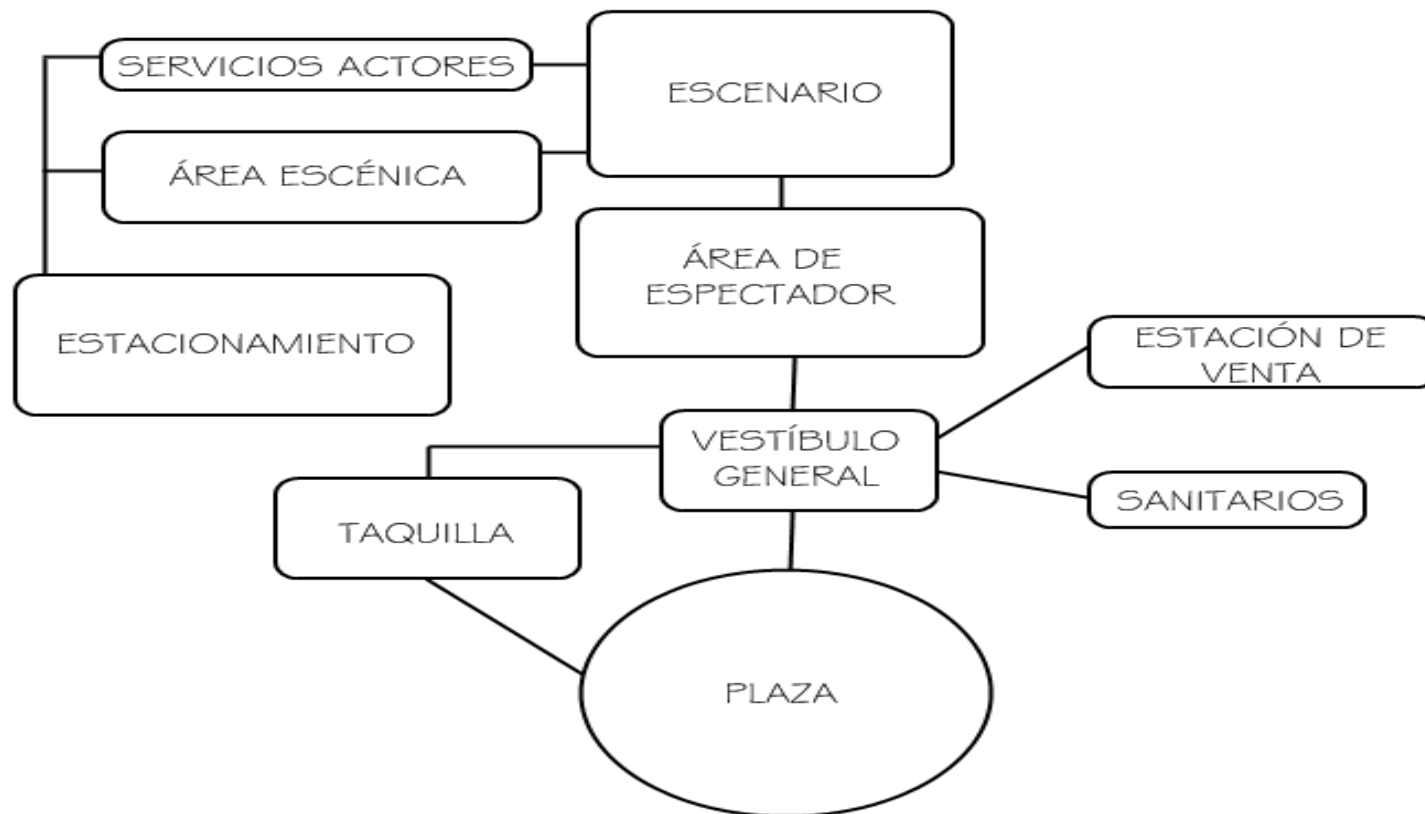 SERVICIOS ACTORES
ESCENARIO
ÁREA ESCÉNICA
ÁREA DE
ESPECTADOR
ESTACIONAMIENTO
ESTACIÓN DE
VENTA
VESTÍBULO
GENERAL
SANITARIOS
TAQUILLA
PLAZA